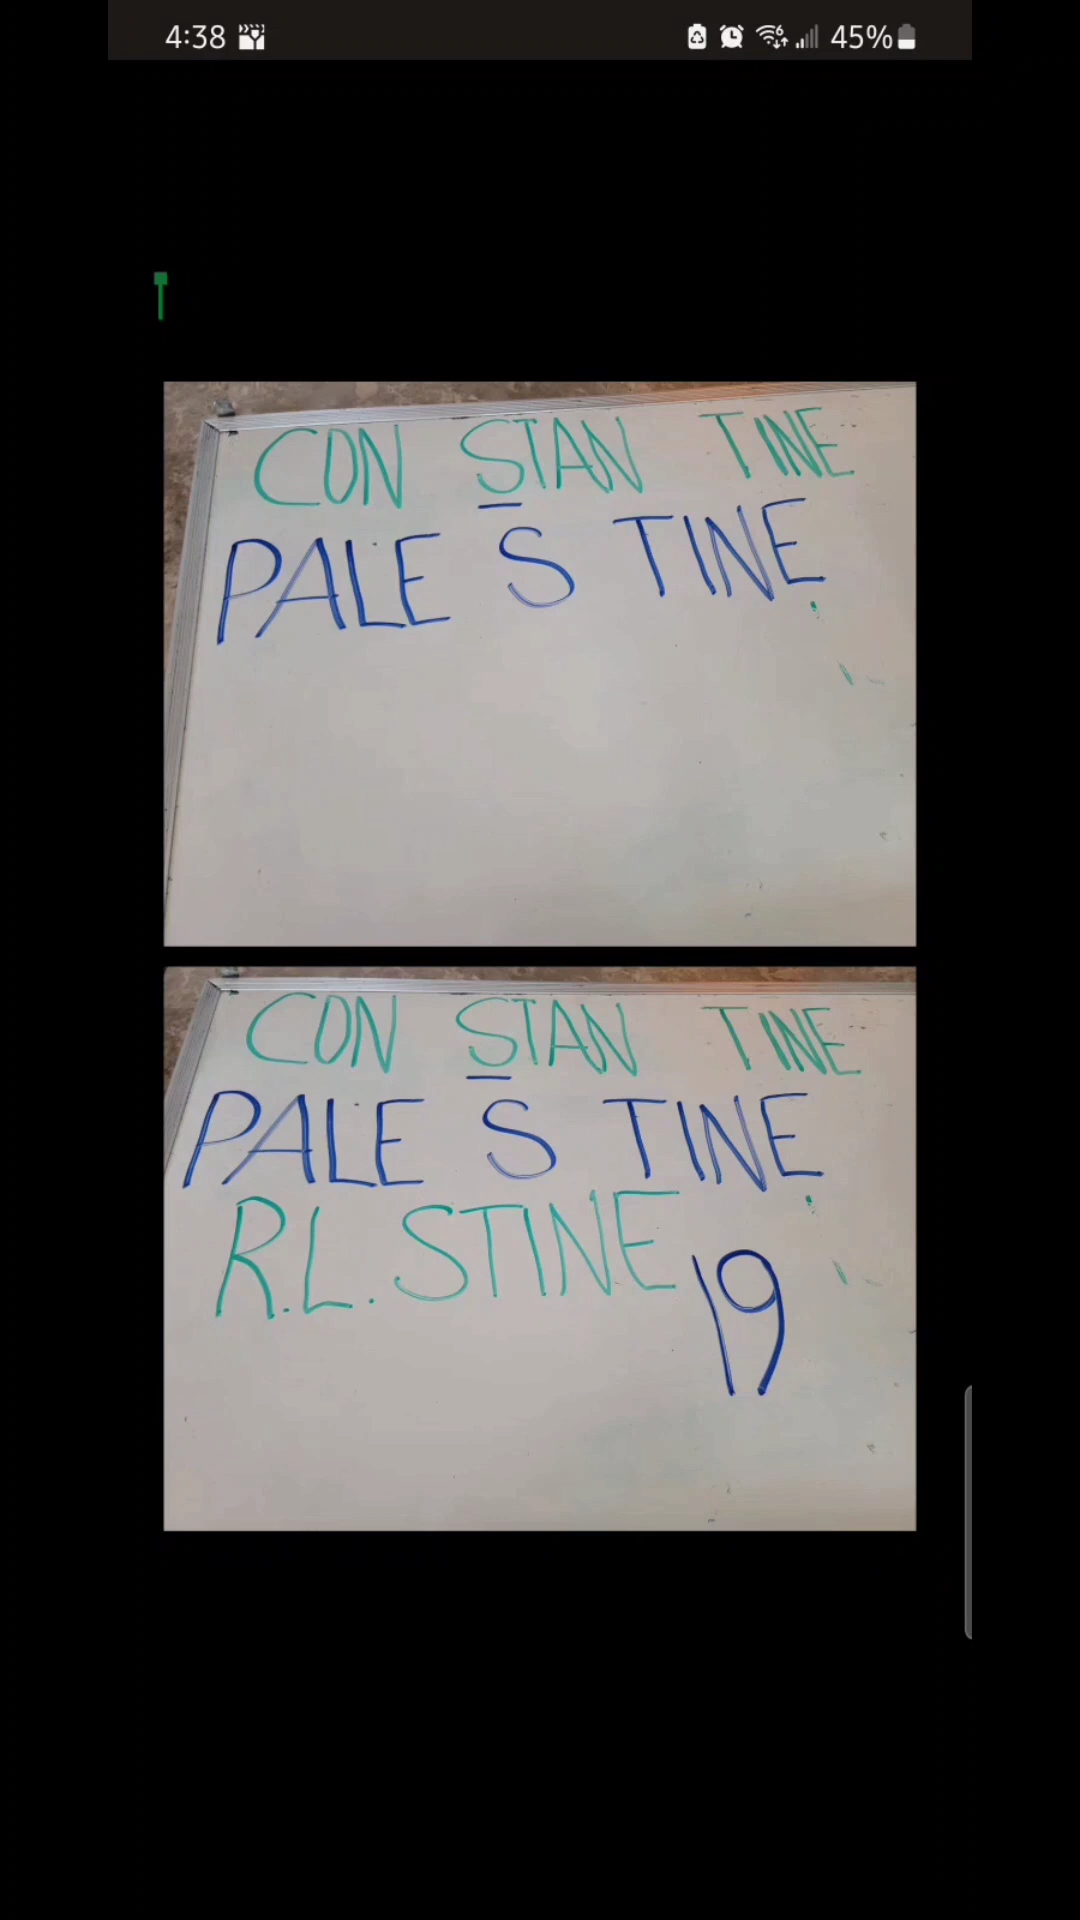 4:38 45%
CON STAN TINE
PALE S TINE
CON STAN TINE
PALE S TINE
R.L. STINE
19